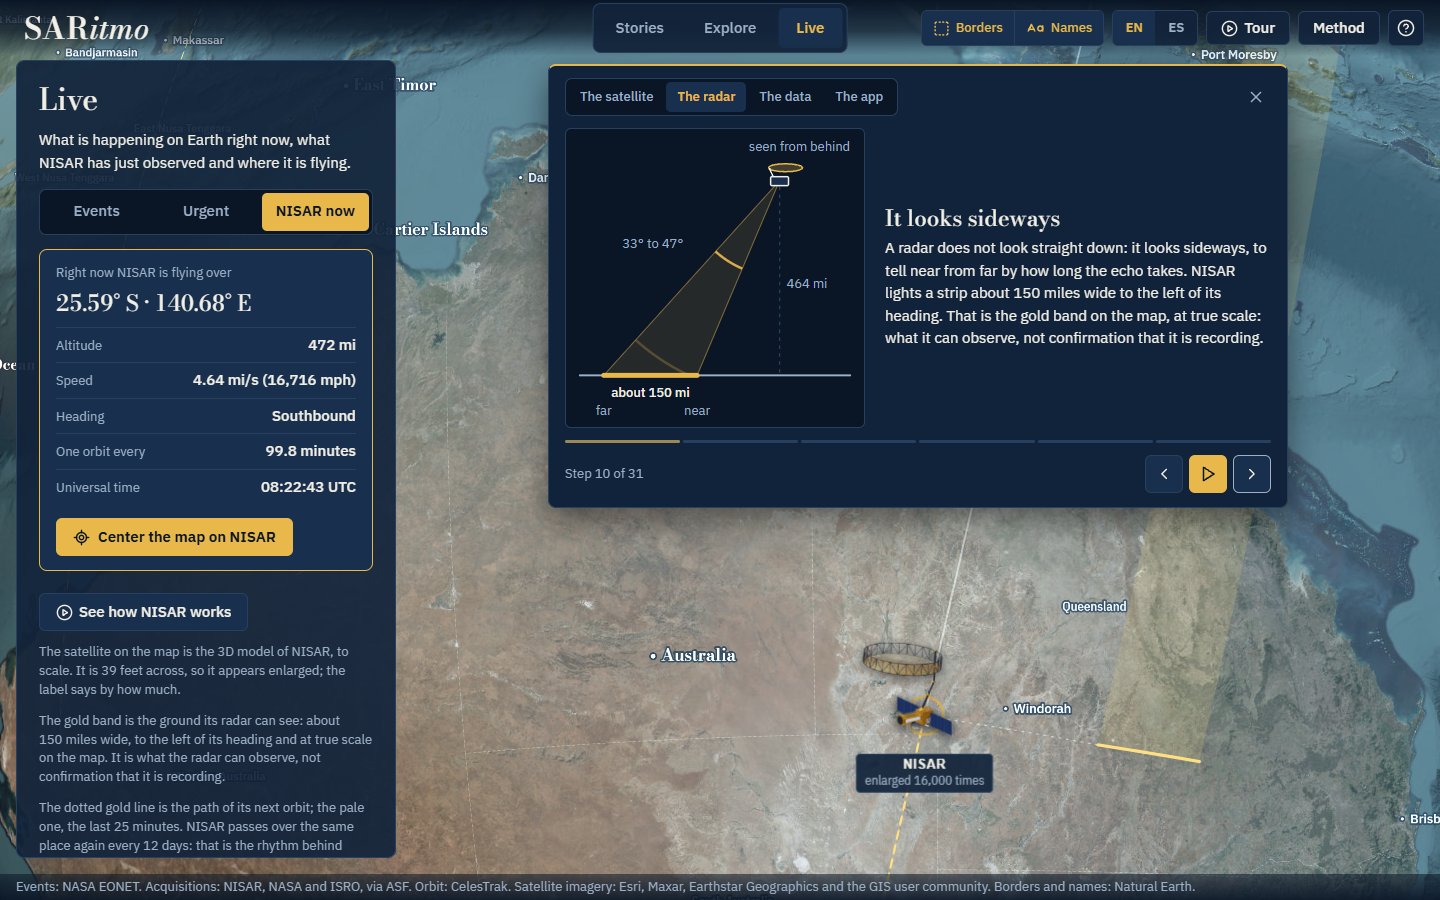 SARitmo
Stories
Explore
Live
Borders
Names
EN
ES
Tour
Method
Bandjarmasin
Makassar
Port Moresby
East Timor
Live
What is happening on Earth right now, what
NISAR has just observed and where it is flying.
Events
Urgent
NISAR now
Cartier Islands
Right now NISAR is flying over
25.59° S · 140.68° E
Altitude
472 mi
Speed
4.64 mi/s (16,716 mph)
Heading
Southbound
One orbit every
99.8 minutes
Universal time
08:22:43 UTC
Center the map on NISAR
See how NISAR works
The satellite on the map is the 3D model of NISAR, to
scale. It is 39 feet across, so it appears enlarged; the
label says by how much.
The gold band is the ground its radar can see: about
150 miles wide, to the left of its heading and at true scale
on the map. It is what the radar can observe, not
confirmation that it is recording.
The dotted gold line is the path of its next orbit; the pale
one, the last 25 minutes. NISAR passes over the same
place again every 12 days: that is the rhythm behind
The satellite
The radar
The data
The app
seen from behind
33° to 47°
464 mi
about 150 mi
far
near
It looks sideways
A radar does not look straight down: it looks sideways, to
tell near from far by how long the echo takes. NISAR
lights a strip about 150 miles wide to the left of its
heading. That is the gold band on the map, at true scale:
what it can observe, not confirmation that it is recording.
Step 10 of 31
Queensland
Australia
Windorah
NISAR
enlarged 16,000 times
Events: NASA EONET. Acquisitions: NISAR, NASA and ISRO, via ASF. Orbit: CelesTrak. Satellite imagery: Esri, Maxar, Earthstar Geographics and the GIS user community. Borders and names: Natural Earth.